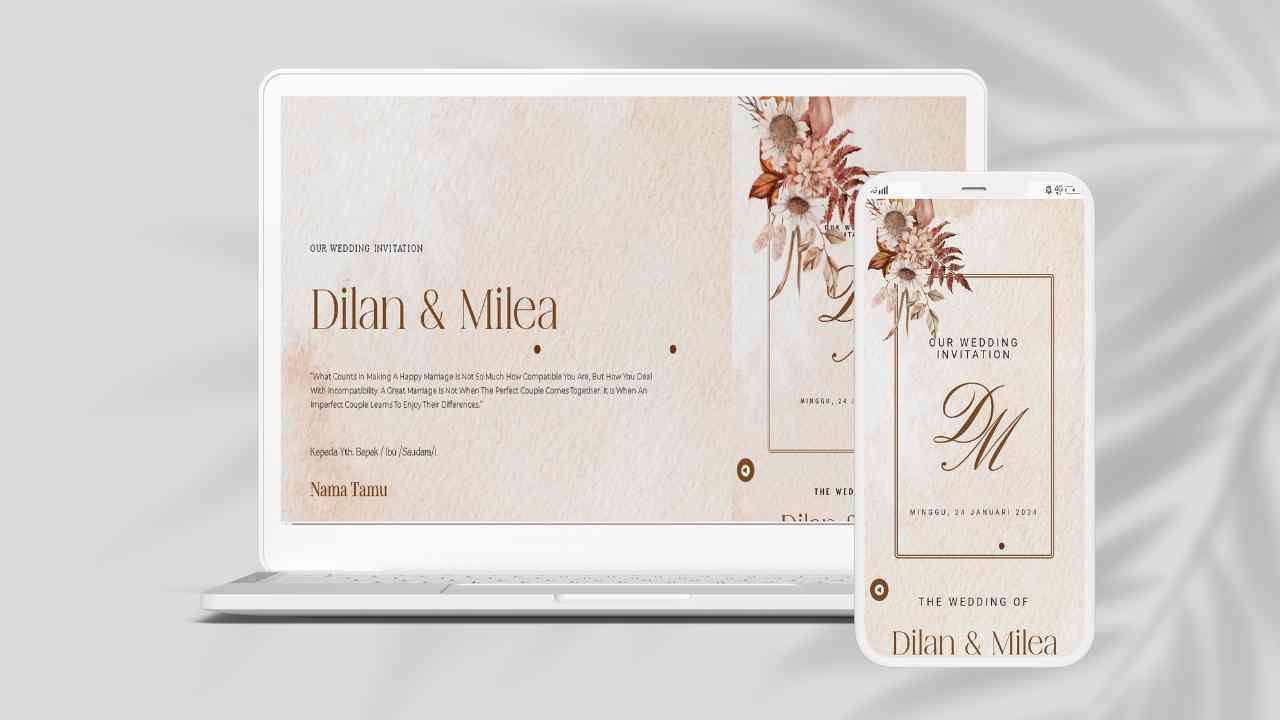 OUR WEDDING INVITATION
Dilan & Milea
"What Counts In Making A Happy Marriage Is Not So Much How Compatible You Are, But How You Deal
With Incompatibility. A Great Marriage Is Not When The Perfect Couple Comes Together. It Is When An
Imperfect Couple Learns To Enjoy Their Differences."
Kepada Yth. Bapak / Ibu /Saudara/i
Nama Tamu
MINGGU, 24 J
THE WED
Dilan &
OUR WEDDING
INVITATION
DM
MINGGU, 24 JANUARI 2024
THE WEDDING OF
Dilan & Milea